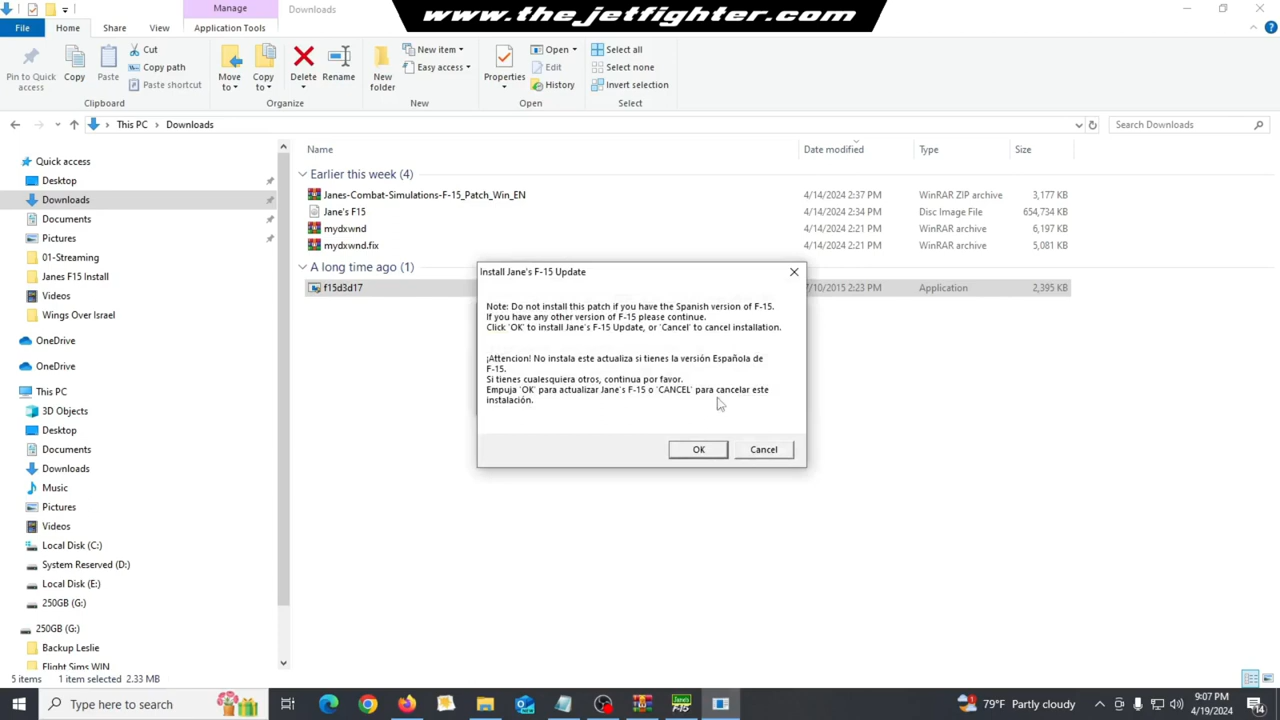 Manage
Downloads
www.the.jetfighter.com
File
Home
Share
View
Application Tools
Pin to Quick access
Copy
Paste
Cut
Copy path
Paste shortcut
Clipboard
Move to
Copy to
Delete
Rename
Organize
New folder
New item
Easy access
New
Properties
Open
Edit
History
Open
Select all
Select none
Invert selection
Select
This PC > Downloads
Search Downloads
Quick access
Desktop
Downloads
Documents
Pictures
01-Streaming
Janes F15 Install
Videos
Wings Over Israel
OneDrive
OneDrive
This PC
3D Objects
Desktop
Documents
Downloads
Music
Pictures
Videos
Local Disk (C:)
System Reserved (D:)
Local Disk (E:)
250GB (G:)
250GB (G:)
Backup Leslie
Flight Sims WIN
Name Date modified Type Size
Earlier this week (4)
Janes-Combat-Simulations-F-15_Patch_Win_EN 4/14/2024 2:37 PM WinRAR ZIP archive 3,177 KB
Jane's F15 4/14/2024 2:34 PM Disc Image File 654,734 KB
mydxwnd 4/14/2024 2:21 PM WinRAR archive 6,197 KB
mydxwnd.fix 4/14/2024 2:21 PM WinRAR archive 5,081 KB
A long time ago (1)
f15d3d17 7/10/2015 2:23 PM Application 2,395 KB
Install Jane's F-15 Update
Note: Do not install this patch if you have the Spanish version of F-15.
If you have any other version of F-15 please continue.
Click 'OK' to install Jane's F-15 Update, or 'Cancel' to cancel installation.
¡Attencion! No instala este actualiza si tienes la versión Española de
F-15.
Si tienes cualesquiera otros, continua por favor.
Empuja 'OK' para actualizar Jane's F-15 o 'CANCEL' para cancelar este
instalación.
OK
Cancel
5 items 1 item selected 2.33 MB
Type here to search
Jane's F15
79°F Partly cloudy
9:07 PM
4/19/2024
14